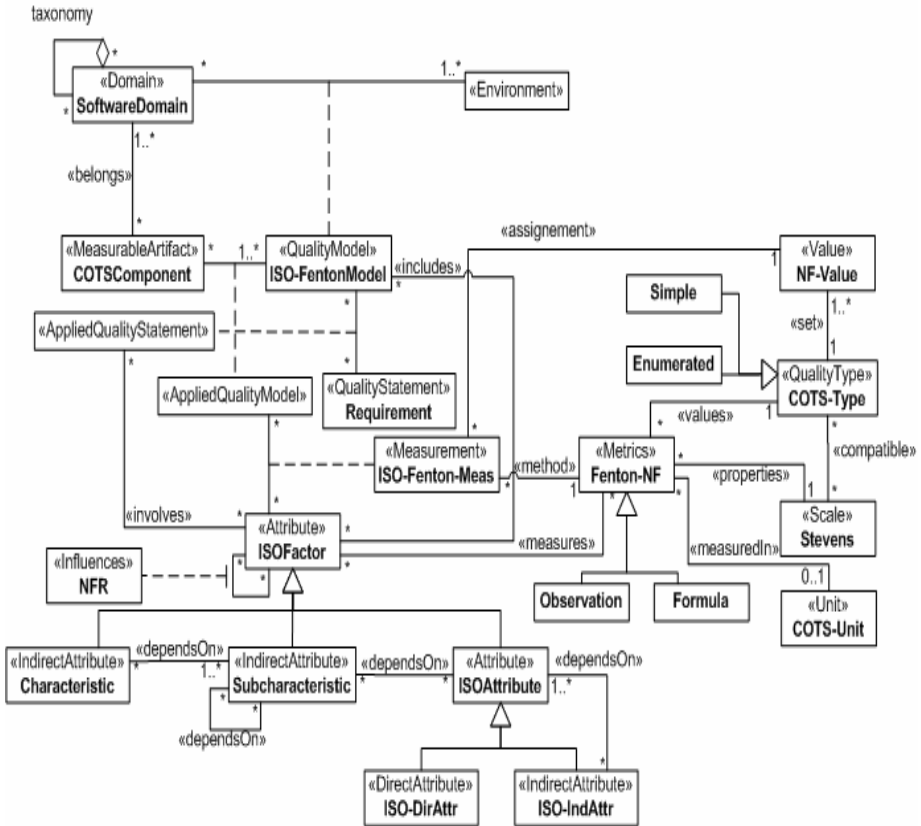 taxonomy
*
*
«Domain»
SoftwareDomain
*
1..*
«Environment»
1..*
«belongs»
*
«MeasurableArtifact»
COTSComponent
*
1..*
«QualityModel»
ISO-FentonModel
«includes»
*
«assignement»
1
«Value»
NF-Value
1..*
«set»
1
Simple
Enumerated
«QualityType»
COTS-Type
«AppliedQualityStatement»
*
*
*
«AppliedQualityModel»
*
«QualityStatement»
Requirement
«values»
1
*
*
«compatible»
*
*
«Measurement»
ISO-Fenton-Meas
«method»
*
1
«Metrics»
Fenton-NF
*
«properties»
1
*
«Scale»
Stevens
«involves»
*
*
*
«Attribute»
ISOFactor
*
*
«measures»
*
«measuredIn»
0..1
«Unit»
COTS-Unit
«Influences»
NFR
*
*
Observation
Formula
«IndirectAttribute»
Characteristic
«dependsOn»
*
1..*
«IndirectAttribute»
Subcharacteristic
*
*
«dependsOn»
«dependsOn»
*
*
«Attribute»
ISOAttribute
«dependsOn»
1..*
*
«DirectAttribute»
ISO-DirAttr
«IndirectAttribute»
ISO-IndAttr